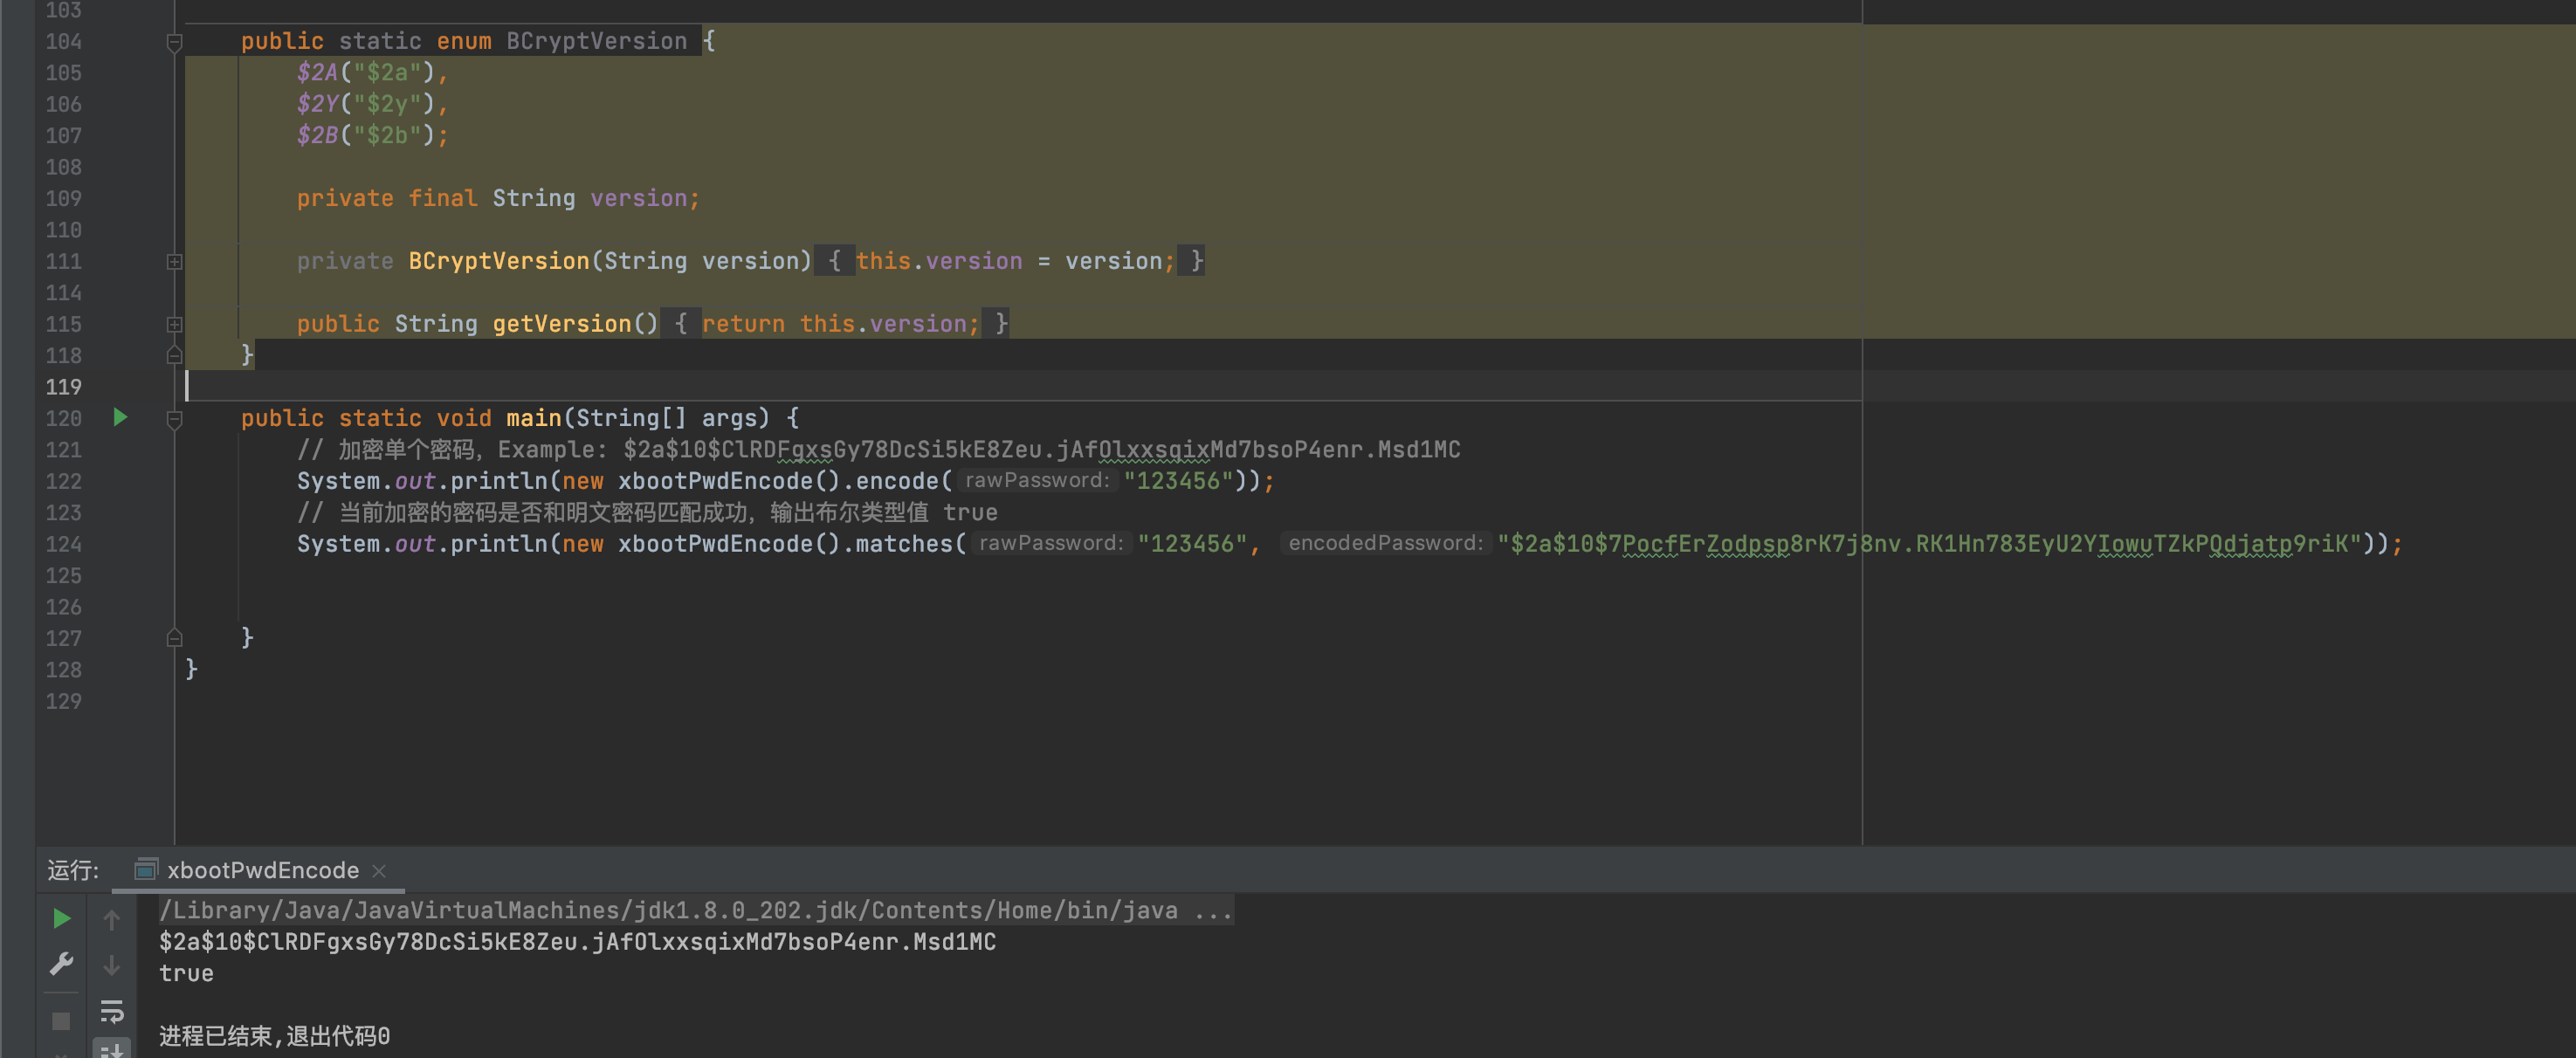 103
104 public static enum BCryptVersion {
105 $2A("$2a"),
106 $2Y("$2y"),
107 $2B("$2b");
108
109 private final String version;
110
111 private BCryptVersion(String version) { this.version = version; }
114
115 public String getVersion() { return this.version; }
118 }
119
120 public static void main(String[] args) {
121 // 加密单个密码，Example: $2a$10$ClRDFgxsGy78DcSi5kE8Zeu.jAfOlxxsqixMd7bsoP4enr.Msd1MC
122 System.out.println(new xbootPwdEncode().encode( rawPassword: "123456"));
123 // 当前加密的密码是否和明文密码匹配成功，输出布尔类型值 true
124 System.out.println(new xbootPwdEncode().matches( rawPassword: "123456", encodedPassword: "$2a$10$7PocfErZodpsp8rK7j8nv.RK1Hn783EyU2YIowuTZkPQdjatp9riK"));
125
126
127 }
128 }
129
运行: xbootPwdEncode
/Library/Java/JavaVirtualMachines/jdk1.8.0_202.jdk/Contents/Home/bin/java ...
$2a$10$ClRDFgxsGy78DcSi5kE8Zeu.jAfOlxxsqixMd7bsoP4enr.Msd1MC
true
进程已结束,退出代码0